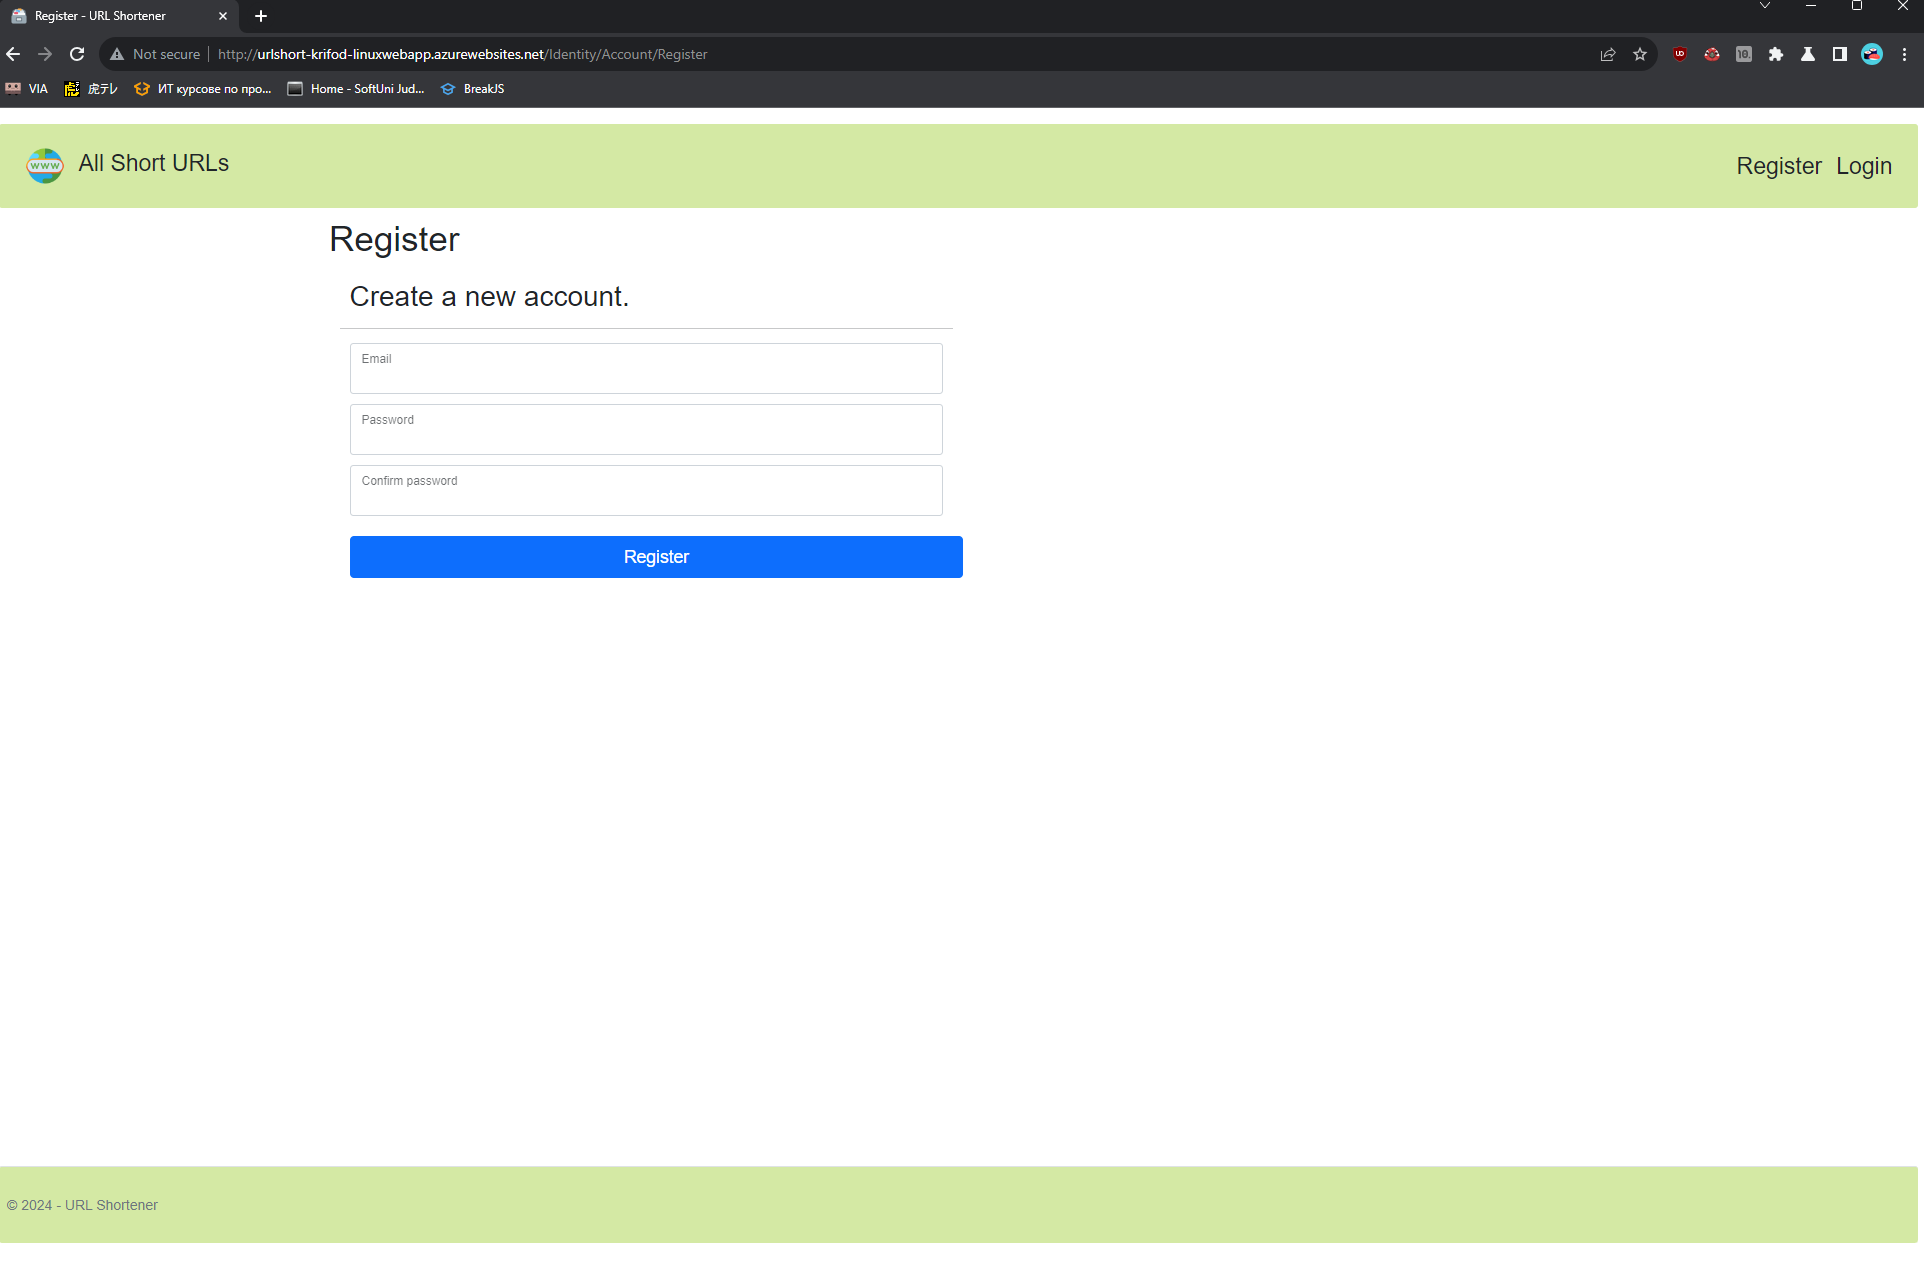 Register - URL Shortener
Not secure http://urlshort-krifod-linuxwebapp.azurewebsites.net/Identity/Account/Register
VIA 虎テレ ИТ курсове по про... Home - SoftUni Jud... BreakJS
www All Short URLs Register Login
Register
Create a new account.
Email
Password
Confirm password
Register
© 2024 - URL Shortener